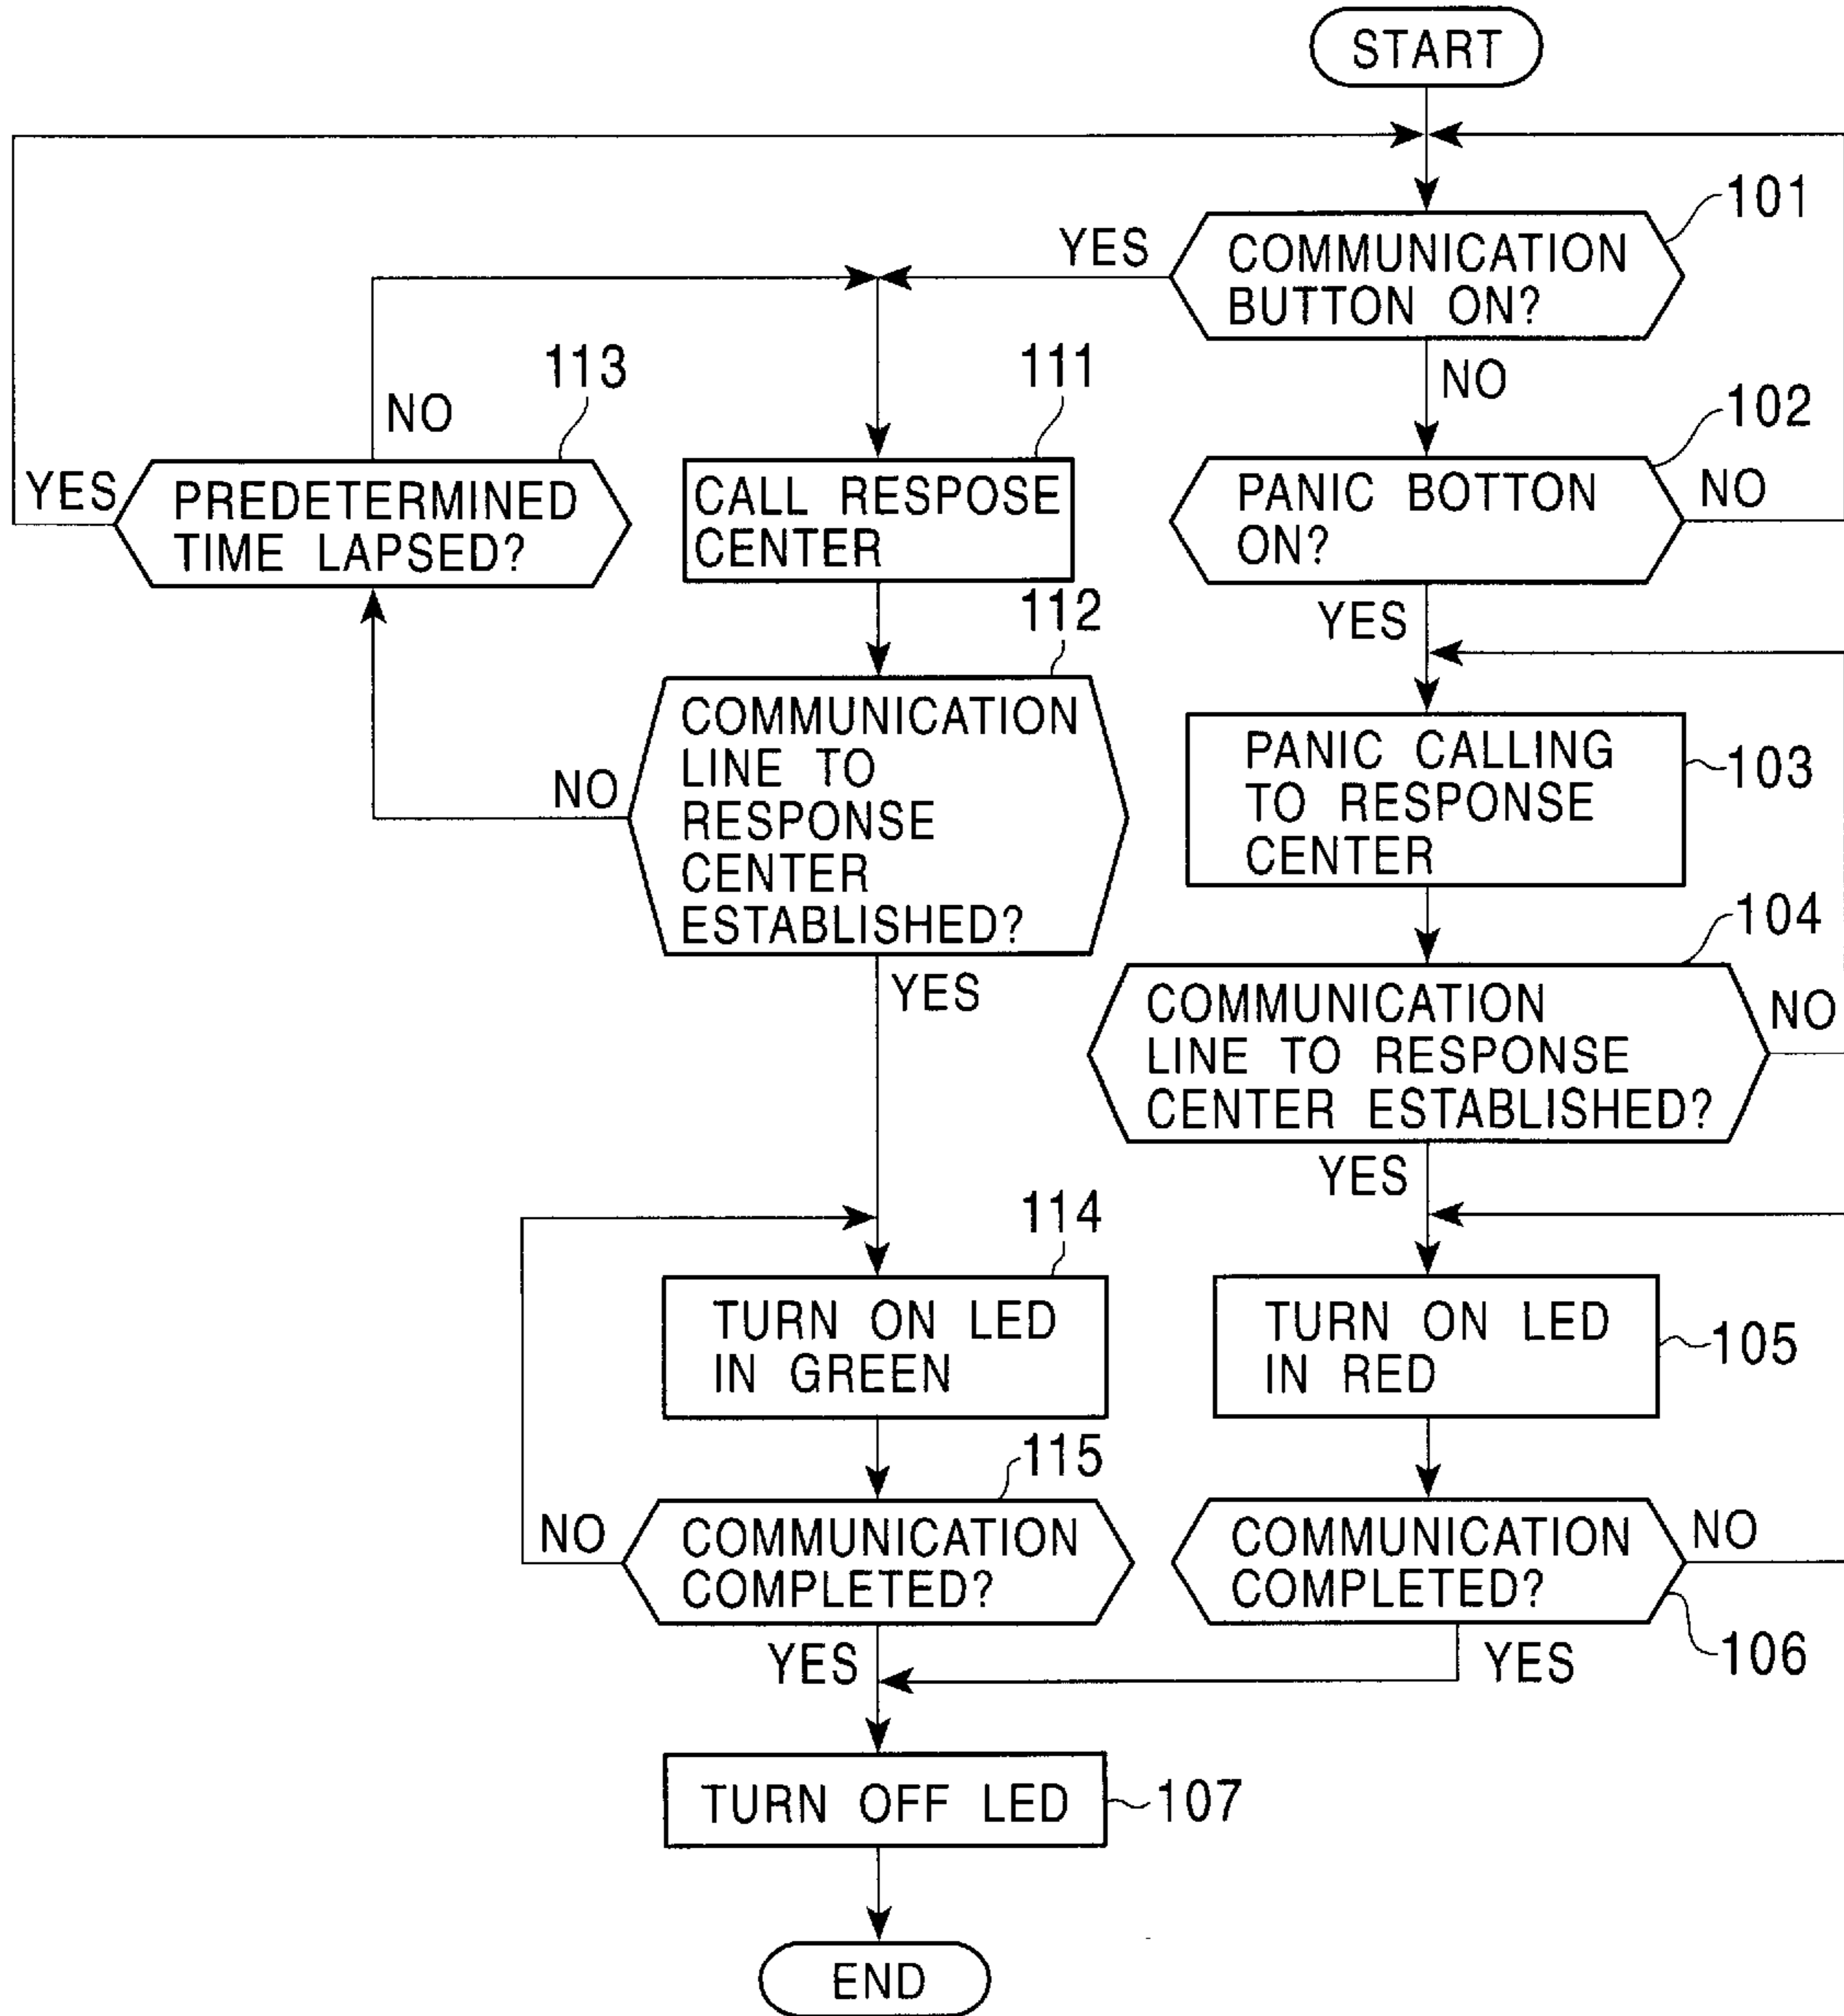 START
101
COMMUNICATION
BUTTON ON?
YES
NO
113
111
102
NO
YES
PREDETERMINED
TIME LAPSED?
CALL RESPOSE
CENTER
PANIC BOTTON
ON?
NO
112
YES
COMMUNICATION
LINE TO
RESPONSE
CENTER
ESTABLISHED?
NO
YES
PANIC CALLING
TO RESPONSE
CENTER
103
104
COMMUNICATION
LINE TO RESPONSE
CENTER ESTABLISHED?
NO
YES
114
TURN ON LED
IN GREEN
TURN ON LED
IN RED
105
115
NO
COMMUNICATION
COMPLETED?
YES
COMMUNICATION
COMPLETED?
NO
YES
106
TURN OFF LED
107
END